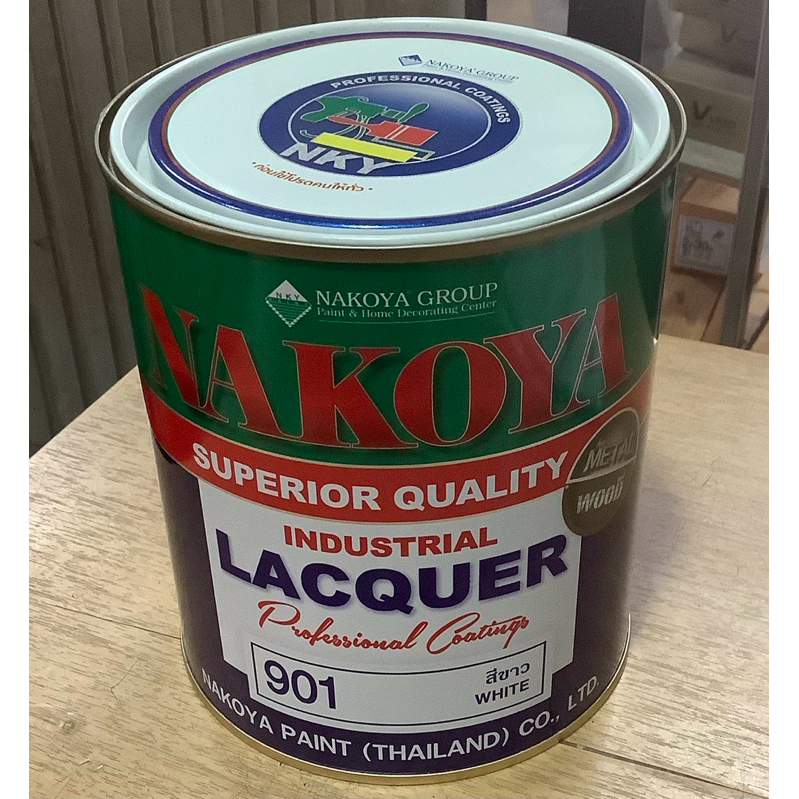 NAKOYA GROUP
PROFESSIONAL COATINGS
NKY
"ก่อนใช้โปรดคนให้ทั่ว"
NKY
NAKOYA GROUP
Paint & Home Decorating Center
NAKOYA
SUPERIOR QUALITY
METAL
WOOD
INDUSTRIAL
LACQUER
Professional Coatings
901
สีขาว
WHITE
NAKOYA PAINT (THAILAND) CO., LTD.